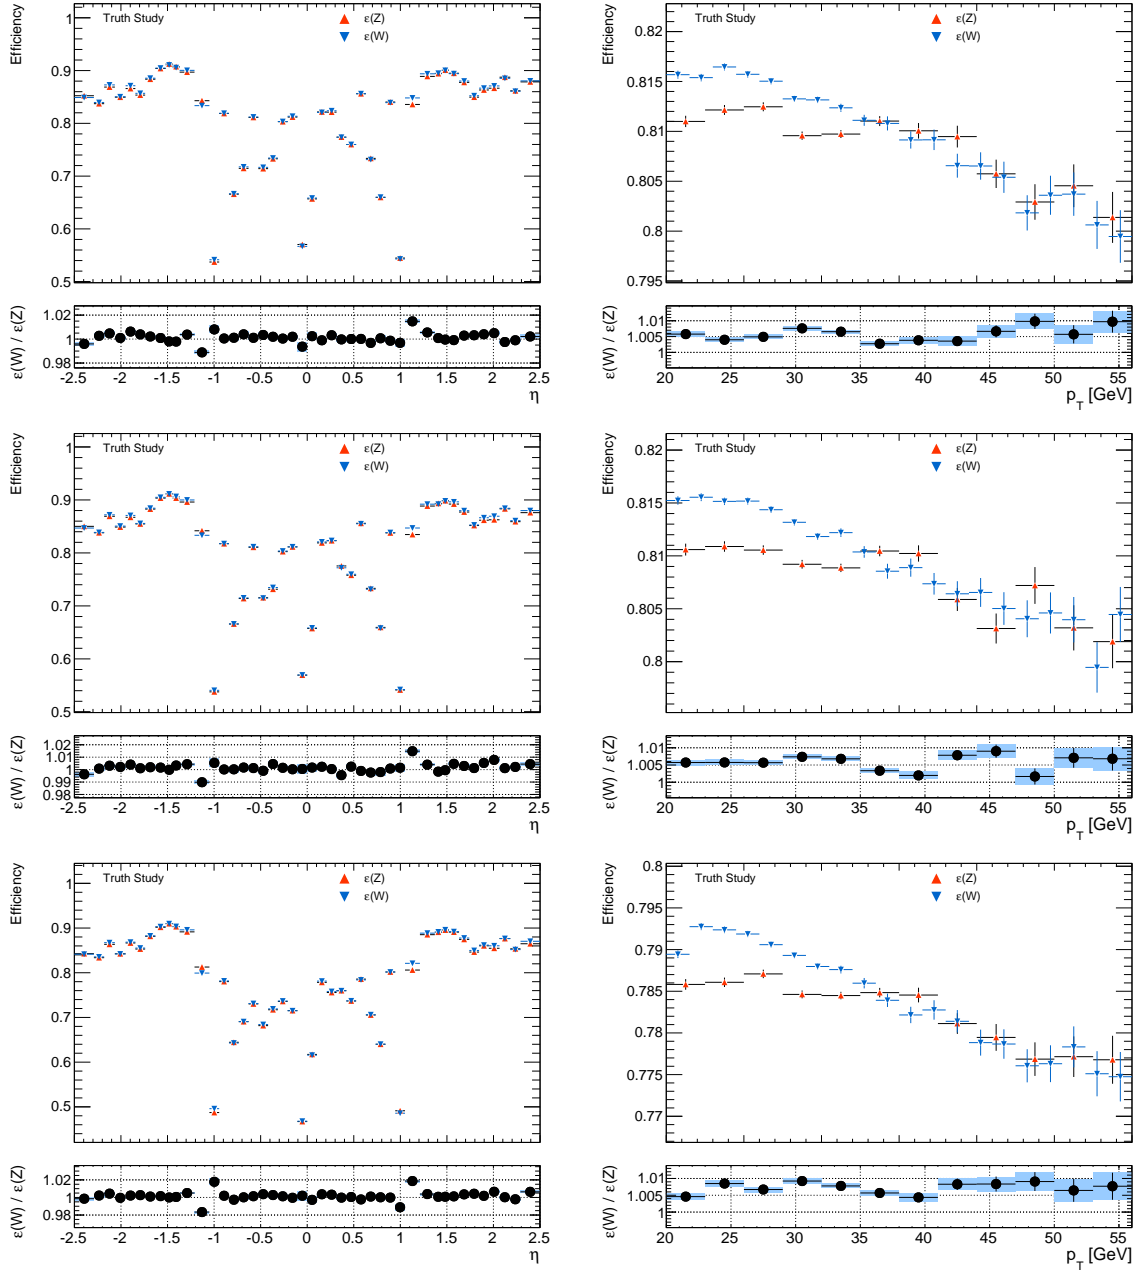 Efficiency
1
0.9
0.8
0.7
0.6
0.5
Truth Study
ε(Z)
ε(W)
ε(W) / ε(Z)
1.02
1
0.98
-2.5 -2 -1.5 -1 -0.5 0 0.5 1 1.5 2 2.5
η
Efficiency
0.82
0.815
0.81
0.805
0.8
0.795
Truth Study
ε(Z)
ε(W)
ε(W) / ε(Z)
1.01
1.005
1
20 25 30 35 40 45 50 55
p_T [GeV]
Efficiency
1
0.9
0.8
0.7
0.6
0.5
Truth Study
ε(Z)
ε(W)
ε(W) / ε(Z)
1.02
1.01
1
0.99
0.98
-2.5 -2 -1.5 -1 -0.5 0 0.5 1 1.5 2 2.5
η
Efficiency
0.82
0.815
0.81
0.805
0.8
Truth Study
ε(Z)
ε(W)
ε(W) / ε(Z)
1.01
1.005
1
20 25 30 35 40 45 50 55
p_T [GeV]
Efficiency
1
0.9
0.8
0.7
0.6
0.5
Truth Study
ε(Z)
ε(W)
ε(W) / ε(Z)
1.02
1
0.98
-2.5 -2 -1.5 -1 -0.5 0 0.5 1 1.5 2 2.5
η
Efficiency
0.8
0.795
0.79
0.785
0.78
0.775
0.77
Truth Study
ε(Z)
ε(W)
ε(W) / ε(Z)
1.01
1.005
1
20 25 30 35 40 45 50 55
p_T [GeV]